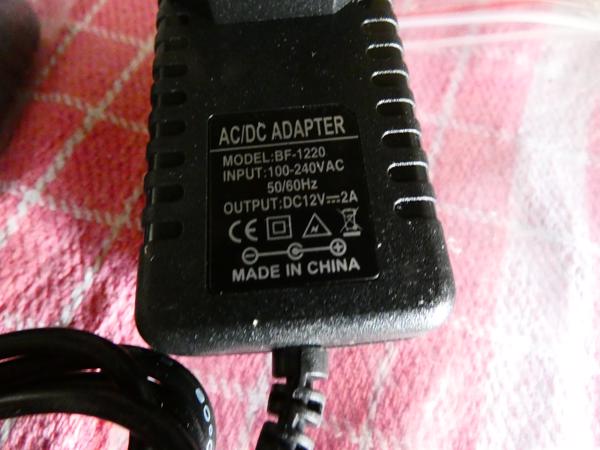 AC/DC ADAPTER
MODEL:BF-1220
INPUT:100-240VAC
50/60Hz
OUTPUT:DC12V⎓2A
CE
MADE IN CHINA